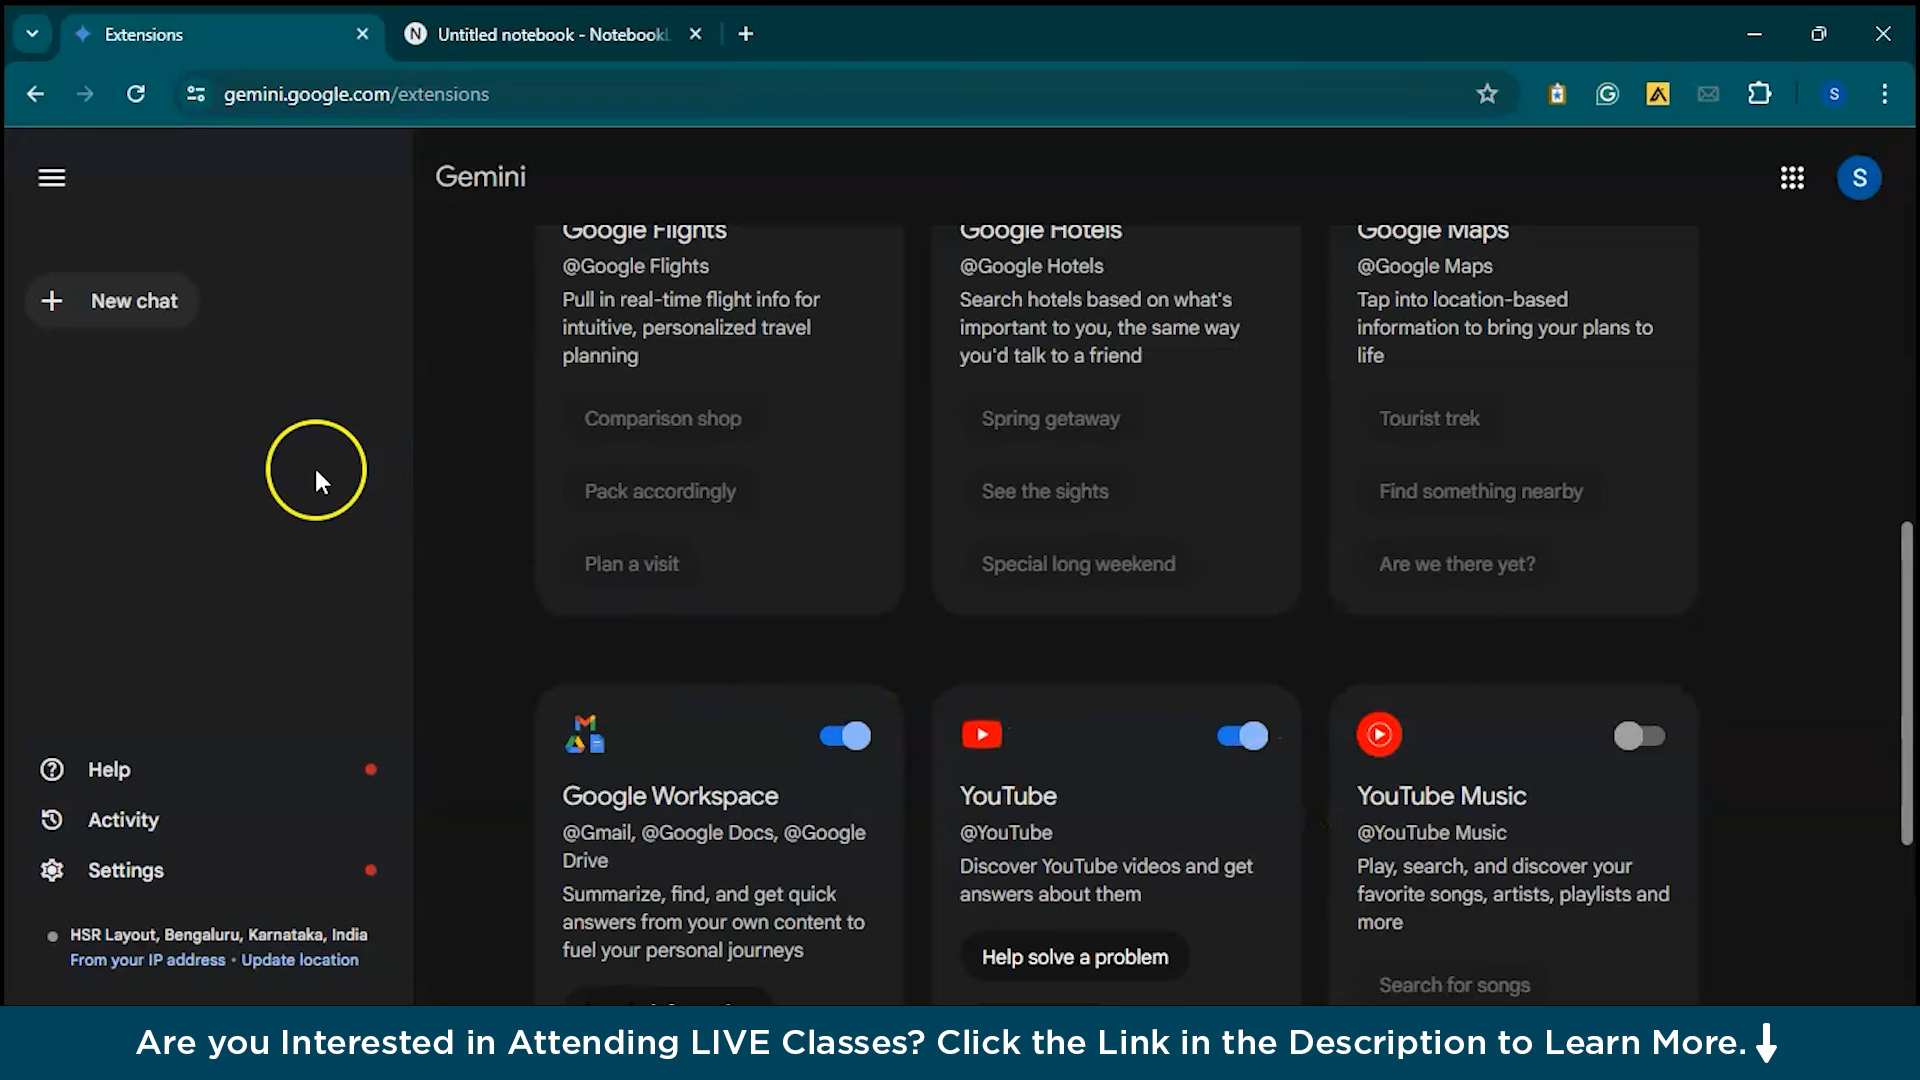 Extensions
N Untitled notebook - Notebook
gemini.google.com/extensions
S
Gemini
S
New chat
Google Flights
@Google Flights
Pull in real-time flight info for
intuitive, personalized travel
planning
Comparison shop
Pack accordingly
Plan a visit
Google Hotels
@Google Hotels
Search hotels based on what's
important to you, the same way
you'd talk to a friend
Spring getaway
See the sights
Special long weekend
Google Maps
@Google Maps
Tap into location-based
information to bring your plans to
life
Tourist trek
Find something nearby
Are we there yet?
Google Workspace
@Gmail, @Google Docs, @Google
Drive
Summarize, find, and get quick
answers from your own content to
fuel your personal journeys
YouTube
@YouTube
Discover YouTube videos and get
answers about them
Help solve a problem
YouTube Music
@YouTube Music
Play, search, and discover your
favorite songs, artists, playlists and
more
Search for songs
Help
Activity
Settings
HSR Layout, Bengaluru, Karnataka, India
From your IP address • Update location
Are you Interested in Attending LIVE Classes? Click the Link in the Description to Learn More.